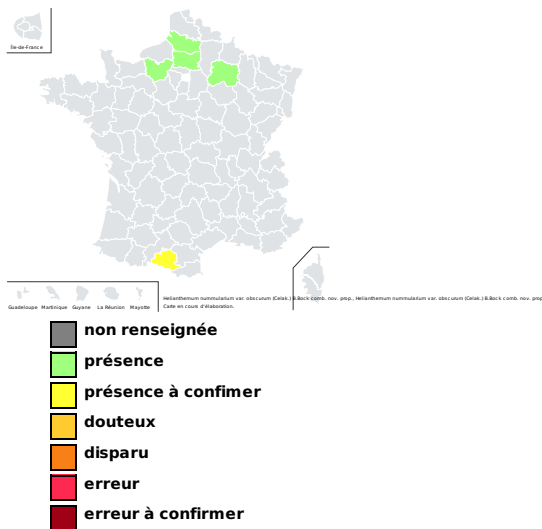 Île-de-France
Guadeloupe Martinique Guyane La Réunion Mayotte
Helianthemum nummularium var. obscurum (Celak.) B.Bock comb. nov. prop., Helianthemum nummularium var. obscurum (Celak.) B.Bock comb. nov. prop
Carte en cours d'élaboration.
non renseignée
présence
présence à confimer
douteux
disparu
erreur
erreur à confirmer